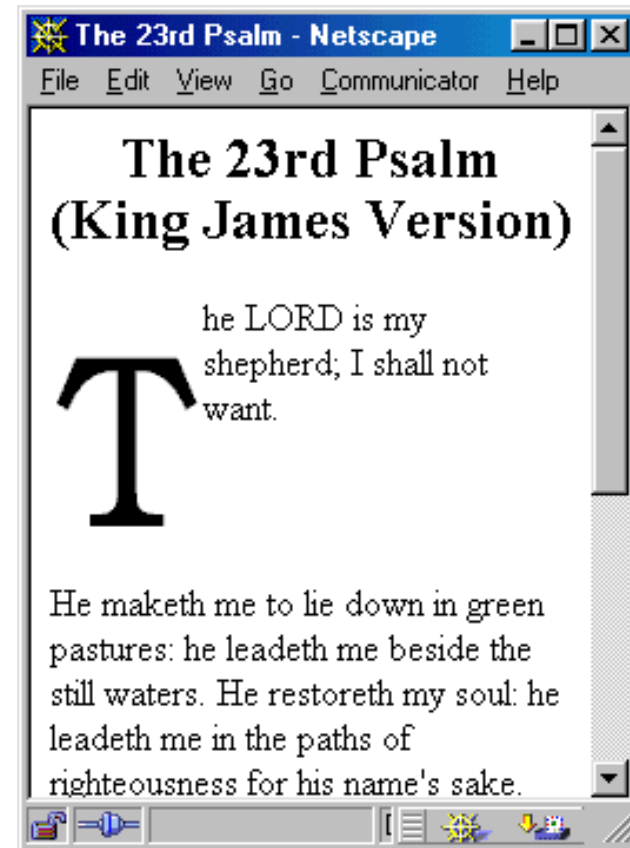 The 23rd Psalm - Netscape
File Edit View Go Communicator Help
The 23rd Psalm
(King James Version)
The LORD is my
shepherd; I shall not
want.
He maketh me to lie down in green
pastures: he leadeth me beside the
still waters. He restoreth my soul: he
leadeth me in the paths of
righteousness for his name's sake.